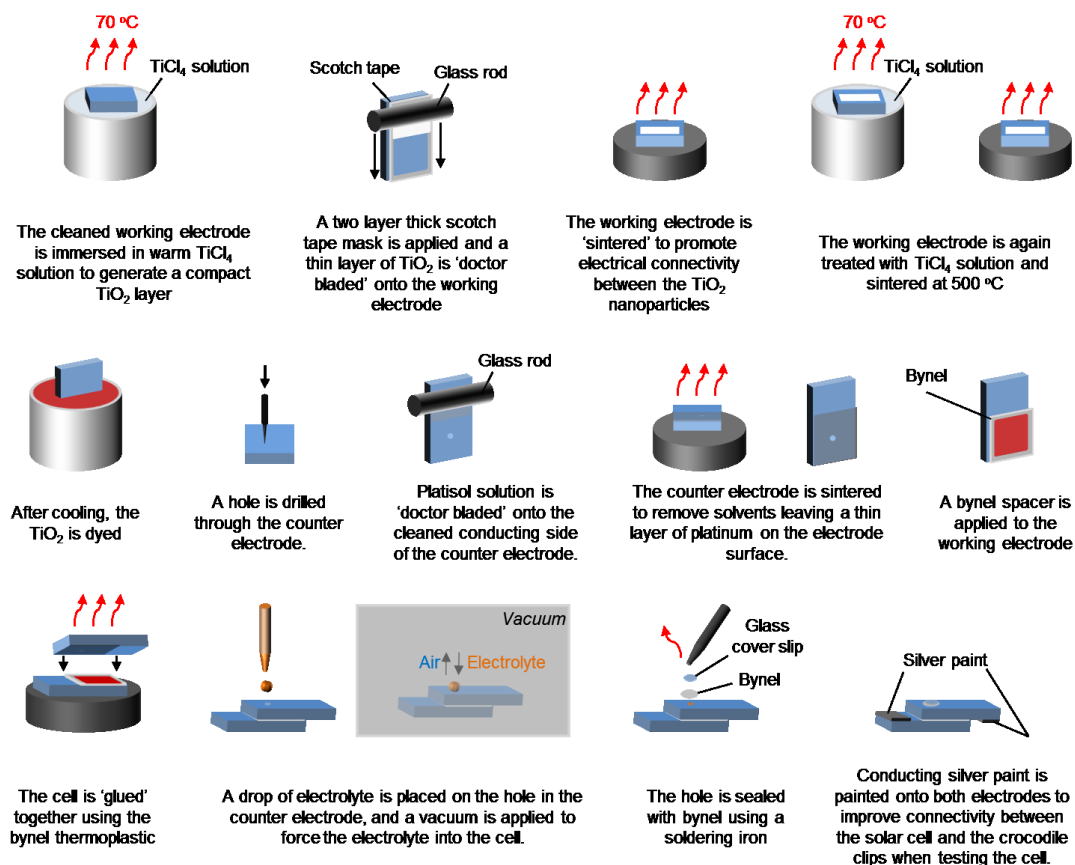 70 ºC
TiCl₄ solution
The cleaned working electrode
is immersed in warm TiCl₄
solution to generate a compact
TiO₂ layer
Scotch tape
Glass rod
A two layer thick scotch
tape mask is applied and a
thin layer of TiO₂ is ‘doctor
bladed’ onto the working
electrode
The working electrode is
‘sintered’ to promote
electrical connectivity
between the TiO₂
nanoparticles
70 ºC
TiCl₄ solution
The working electrode is again
treated with TiCl₄ solution and
sintered at 500 ºC
After cooling, the
TiO₂ is dyed
A hole is drilled
through the counter
electrode.
Glass rod
Platisol solution is
‘doctor bladed’ onto the
cleaned conducting side
of the counter electrode.
The counter electrode is sintered
to remove solvents leaving a thin
layer of platinum on the electrode
surface.
Bynel
A bynel spacer is
applied to the
working electrode
The cell is ‘glued’
together using the
bynel thermoplastic
Vacuum
Air
Electrolyte
A drop of electrolyte is placed on the hole in the
counter electrode, and a vacuum is applied to
force the electrolyte into the cell.
Glass
cover slip
Bynel
The hole is sealed
with bynel using a
soldering iron
Silver paint
Conducting silver paint is
painted onto both electrodes to
improve connectivity between
the solar cell and the crocodile
clips when testing the cell.